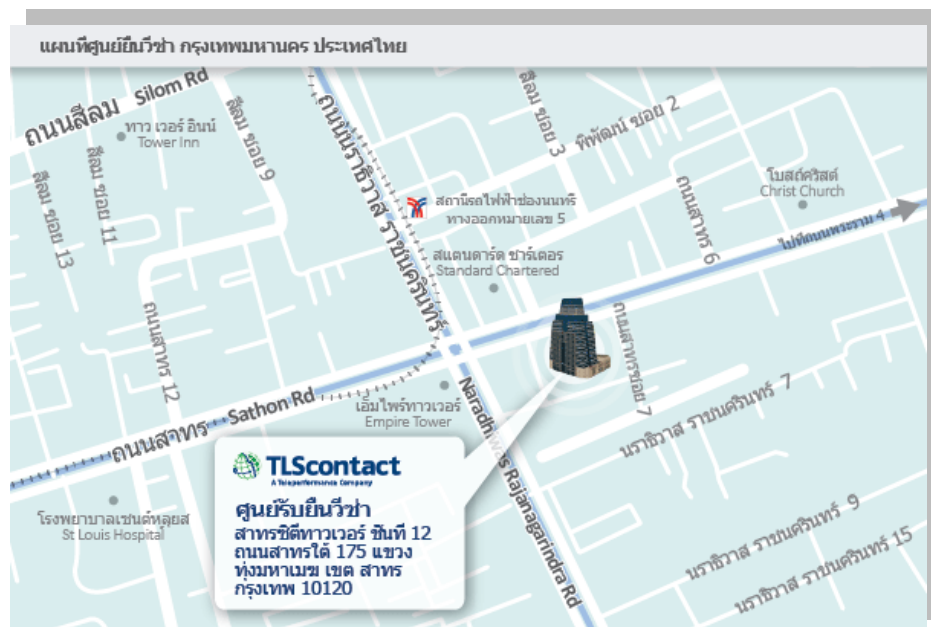 แผนที่ศูนย์ยื่นวีซ่า กรุงเทพมหานคร ประเทศไทย
ถนนสีลม Silom Rd
ทาว เวอร์ อินน์
Tower Inn
สีลม ซอย 9
สีลม ซอย 11
สีลม ซอย 13
ถนนนราธิวาส ราชนครินทร์
สีลม ซอย 3
พิพัฒน์ ซอย 2
สถานีรถไฟฟ้าช่องนนทรี
ทางออกหมายเลข 5
สแตนดาร์ด ชาร์เตอร์
Standard Chartered
ถนนสาทร 6
โบสถ์คริสต์
Christ Church
ไปที่ถนนพระราม 4
ถนนสาทร 12
ถนนสาทร Sathon Rd
เอ็มไพร์ทาวเวอร์
Empire Tower
ถนนสาทรซอย 7
นราธิวาส ราชนครินทร์ 7
Naradhiwas Rajanagarindra Rd
TLScontact
A Teleperformance Company
ศูนย์รับยื่นวีซ่า
สาทรซิตี้ทาวเวอร์ ชั้นที่ 12
ถนนสาทรใต้ 175 แขวง
ทุ่งมหาเมฆ เขต สาทร
กรุงเทพ 10120
โรงพยาบาลเซนต์หลุยส
St Louis Hospital
นราธิวาส ราชนครินทร์ 9
นราธิวาส ราชนครินทร์ 15